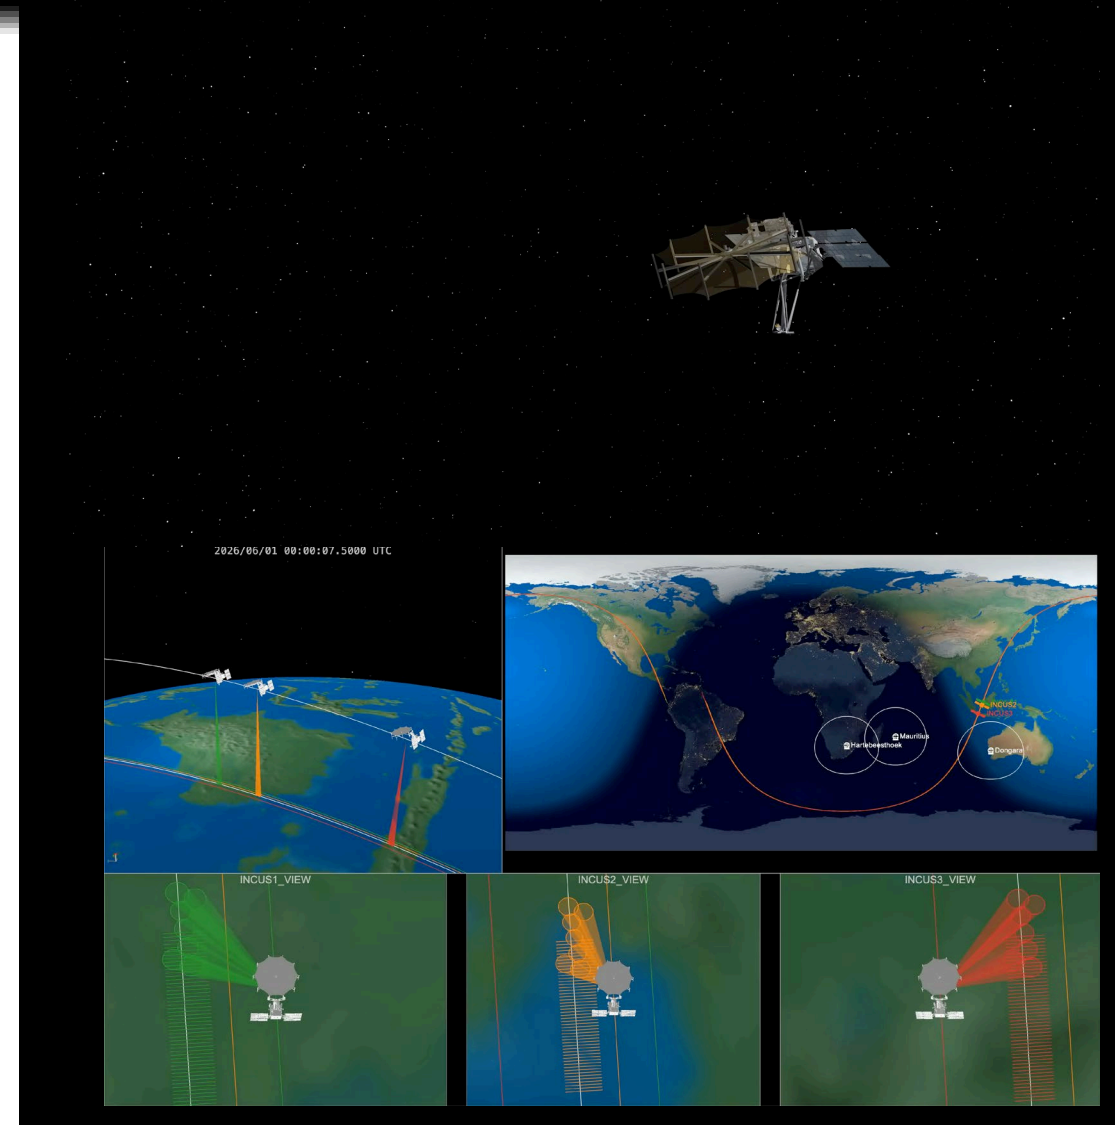 2026/06/01 00:00:07.5000 UTC
INCUS2
INCUS3
Mauritius
Hartebeesthoek
Dongara
INCUS1_VIEW
INCUS2_VIEW
INCUS3_VIEW